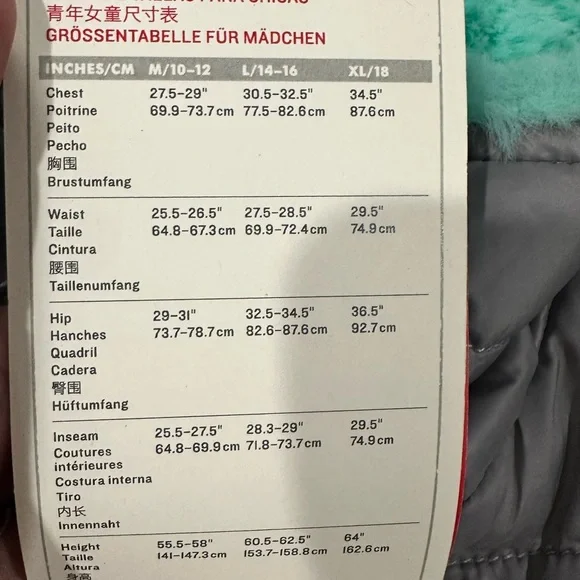 青年女童尺寸表
GRÖSSENTABELLE FÜR MÄDCHEN
INCHES/CM M/10–12 L/14–16 XL/18
Chest 27.5–29" 30.5–32.5" 34.5"
Poitrine 69.9–73.7cm 77.5–82.6cm 87.6cm
Peito
Pecho
胸围
Brustumfang
Waist 25.5–26.5" 27.5–28.5" 29.5"
Taille 64.8–67.3cm 69.9–72.4cm 74.9cm
Cintura
腰围
Taillenumfang
Hip 29–31" 32.5–34.5" 36.5"
Hanches 73.7–78.7cm 82.6–87.6cm 92.7cm
Quadril
Cadera
臀围
Hüftumfang
Inseam 25.5–27.5" 28.3–29" 29.5"
Coutures 64.8–69.9cm 71.8–73.7cm 74.9cm
intérieures
Costura interna
Tiro
内长
Innennaht
Height 55.5–58" 60.5–62.5" 64"
Taille 141–147.3cm 153.7–158.8cm 162.6cm
Altura
身高